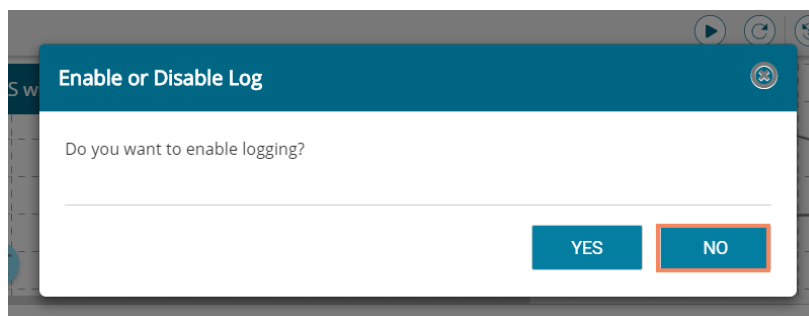 S w
Enable or Disable Log
Do you want to enable logging?
YES
NO